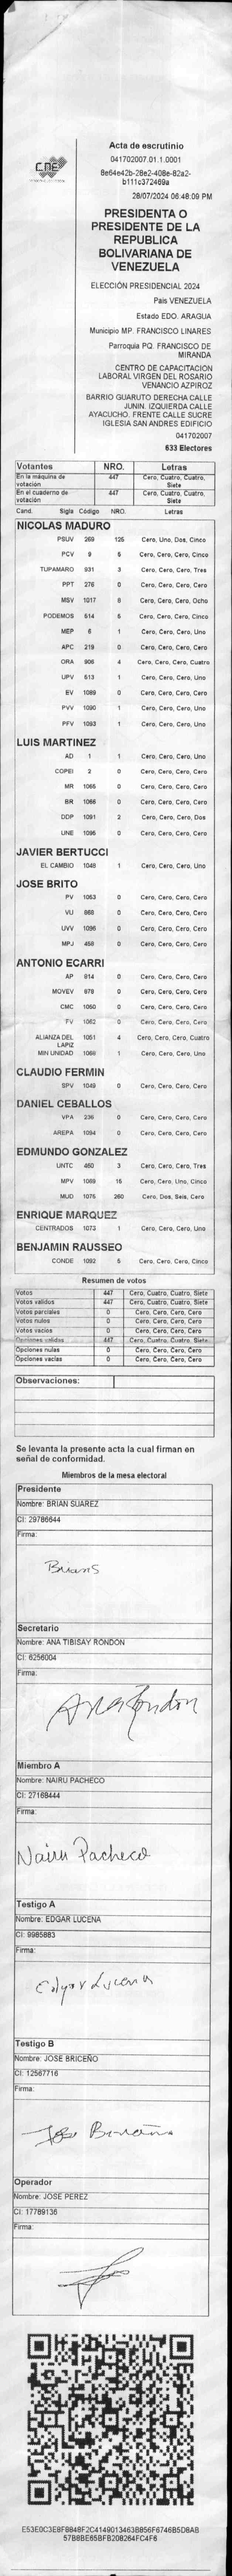 CNE
Acta de escrutinio
041702007.01.1.0001
8e64e42b-28e2-408e-82a2-
b111c372469a
28/07/2024 06:48:09 PM
PRESIDENTA O
PRESIDENTE DE LA
REPUBLICA
BOLIVARIANA DE
VENEZUELA
ELECCIÓN PRESIDENCIAL 2024
Pais VENEZUELA
Estado EDO. ARAGUA
Municipio MP. FRANCISCO LINARES
Parroquia PQ. FRANCISCO DE
MIRANDA
CENTRO DE CAPACITACIÓN
LABORAL VIRGEN DEL ROSARIO
VENANCIO AZPIROZ
BARRIO GUARUTO DERECHA CALLE
JUNIN. IZQUIERDA CALLE
AYACUCHO. FRENTE CALLE SUCRE
IGLESIA SAN ANDRES EDIFICIO
041702007
633 Electores
Votantes NRO. Letras
En la máquina de votación 447 Cero, Cuatro, Cuatro, Siete
En el cuaderno de votación 447 Cero, Cuatro, Cuatro, Siete
Cand. Sigla Código NRO. Letras
NICOLAS MADURO
PSUV 269 125 Cero, Uno, Dos, Cinco
PCV 9 5 Cero, Cero, Cero, Cinco
TUPAMARO 931 3 Cero, Cero, Cero, Tres
PPT 276 0 Cero, Cero, Cero, Cero
MSV 1017 8 Cero, Cero, Cero, Ocho
PODEMOS 514 5 Cero, Cero, Cero, Cinco
MEP 6 1 Cero, Cero, Cero, Uno
APC 219 0 Cero, Cero, Cero, Cero
ORA 906 4 Cero, Cero, Cero, Cuatro
UPV 513 1 Cero, Cero, Cero, Uno
EV 1089 0 Cero, Cero, Cero, Cero
PVV 1090 1 Cero, Cero, Cero, Uno
PFV 1093 1 Cero, Cero, Cero, Uno
LUIS MARTINEZ
AD 1 1 Cero, Cero, Cero, Uno
COPEI 2 0 Cero, Cero, Cero, Cero
MR 1065 0 Cero, Cero, Cero, Cero
BR 1066 0 Cero, Cero, Cero, Cero
DDP 1091 2 Cero, Cero, Cero, Dos
UNE 1095 0 Cero, Cero, Cero, Cero
JAVIER BERTUCCI
EL CAMBIO 1048 1 Cero, Cero, Cero, Uno
JOSE BRITO
PV 1053 0 Cero, Cero, Cero, Cero
VU 868 0 Cero, Cero, Cero, Cero
UVV 1096 0 Cero, Cero, Cero, Cero
MPJ 458 0 Cero, Cero, Cero, Cero
ANTONIO ECARRI
AP 914 0 Cero, Cero, Cero, Cero
MOVEV 879 0 Cero, Cero, Cero, Cero
CMC 1050 0 Cero, Cero, Cero, Cero
FV 1052 0 Cero, Cero, Cero, Cero
ALIANZA DEL LAPIZ 1051 4 Cero, Cero, Cero, Cuatro
MIN UNIDAD 1069 1 Cero, Cero, Cero, Uno
CLAUDIO FERMIN
SPV 1049 0 Cero, Cero, Cero, Cero
DANIEL CEBALLOS
VPA 236 0 Cero, Cero, Cero, Cero
AREPA 1094 0 Cero, Cero, Cero, Cero
EDMUNDO GONZALEZ
UNTC 460 3 Cero, Cero, Cero, Tres
MPV 1069 15 Cero, Cero, Uno, Cinco
MUD 1075 260 Cero, Dos, Seis, Cero
ENRIQUE MARQUEZ
CENTRADOS 1073 1 Cero, Cero, Cero, Uno
BENJAMIN RAUSSEO
CONDE 1092 5 Cero, Cero, Cero, Cinco
Resumen de votos
Votos 447 Cero, Cuatro, Cuatro, Siete
Votos validos 447 Cero, Cuatro, Cuatro, Siete
Votos parciales 0 Cero, Cero, Cero, Cero
Votos nulos 0 Cero, Cero, Cero, Cero
Votos vacios 0 Cero, Cero, Cero, Cero
Opciones validas 447 Cero, Cuatro, Cuatro, Siete
Opciones nulas 0 Cero, Cero, Cero, Cero
Opciones vacias 0 Cero, Cero, Cero, Cero
Observaciones:
Se levanta la presente acta la cual firman en
señal de conformidad.
Miembros de la mesa electoral
Presidente
Nombre: BRIAN SUAREZ
CI: 29786644
Firma:
BrianS
Secretario
Nombre: ANA TIBISAY RONDON
CI: 6256004
Firma:
Ana Rondon
Miembro A
Nombre: NAIRU PACHECO
CI: 27168444
Firma:
Nairu Pacheco
Testigo A
Nombre: EDGAR LUCENA
CI: 9985883
Firma:
Edgar Lucena
Testigo B
Nombre: JOSE BRICEÑO
CI: 12567716
Firma:
Jose Briceño
Operador
Nombre: JOSE PEREZ
CI: 17789136
Firma:
E53E0C3E8F8848F2C4149013463B856F6746B5D8AB
57B8BE65BFB208264FC4F6